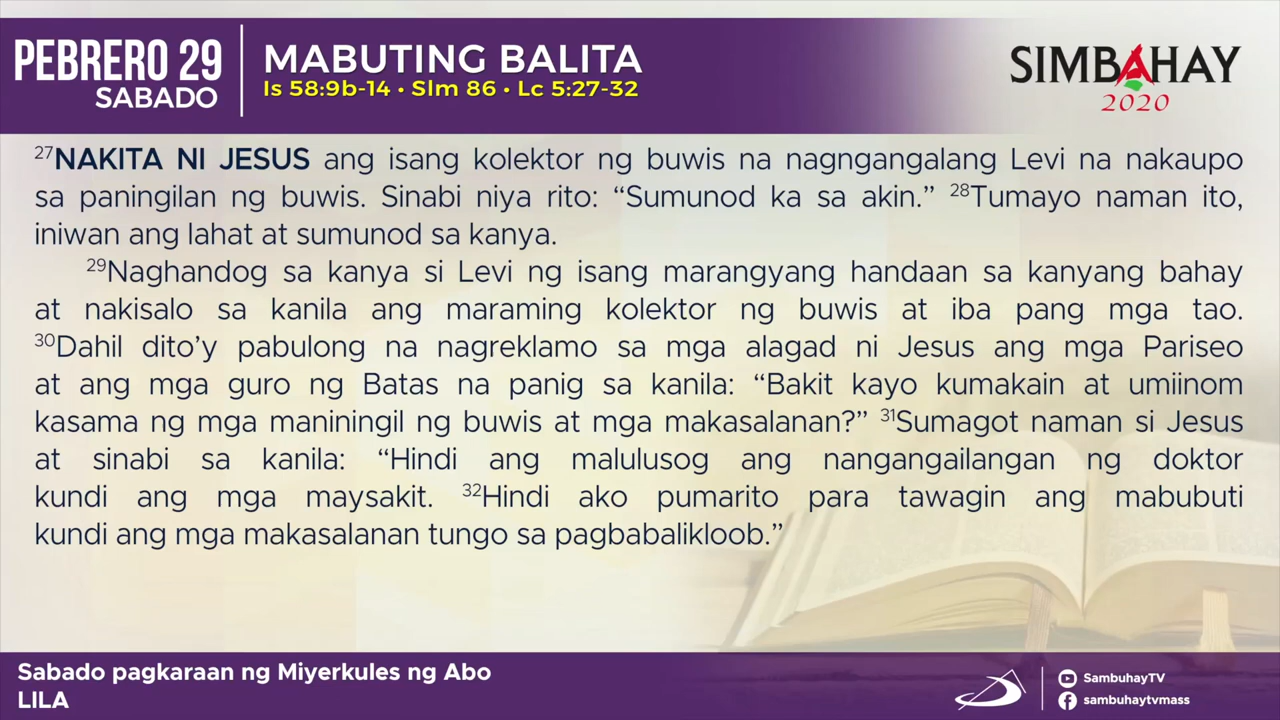 PEBRERO 29
SABADO
MABUTING BALITA
Is 58:9b-14 • Slm 86 • Lc 5:27-32
SIMBAHAY
2020
27NAKITA NI JESUS ang isang kolektor ng buwis na nagngangalang Levi na nakaupo
sa paningilan ng buwis. Sinabi niya rito: “Sumunod ka sa akin.” 28Tumayo naman ito,
iniwan ang lahat at sumunod sa kanya.
29Naghandog sa kanya si Levi ng isang marangyang handaan sa kanyang bahay
at nakisalo sa kanila ang maraming kolektor ng buwis at iba pang mga tao.
30Dahil dito’y pabulong na nagreklamo sa mga alagad ni Jesus ang mga Pariseo
at ang mga guro ng Batas na panig sa kanila: “Bakit kayo kumakain at umiinom
kasama ng mga maniningil ng buwis at mga makasalanan?” 31Sumagot naman si Jesus
at sinabi sa kanila: “Hindi ang malulusog ang nangangailangan ng doktor
kundi ang mga maysakit. 32Hindi ako pumarito para tawagin ang mabubuti
kundi ang mga makasalanan tungo sa pagbabalikloob.”
Sabado pagkaraan ng Miyerkules ng Abo
LILA
SambuhayTV
sambuhaytvmass